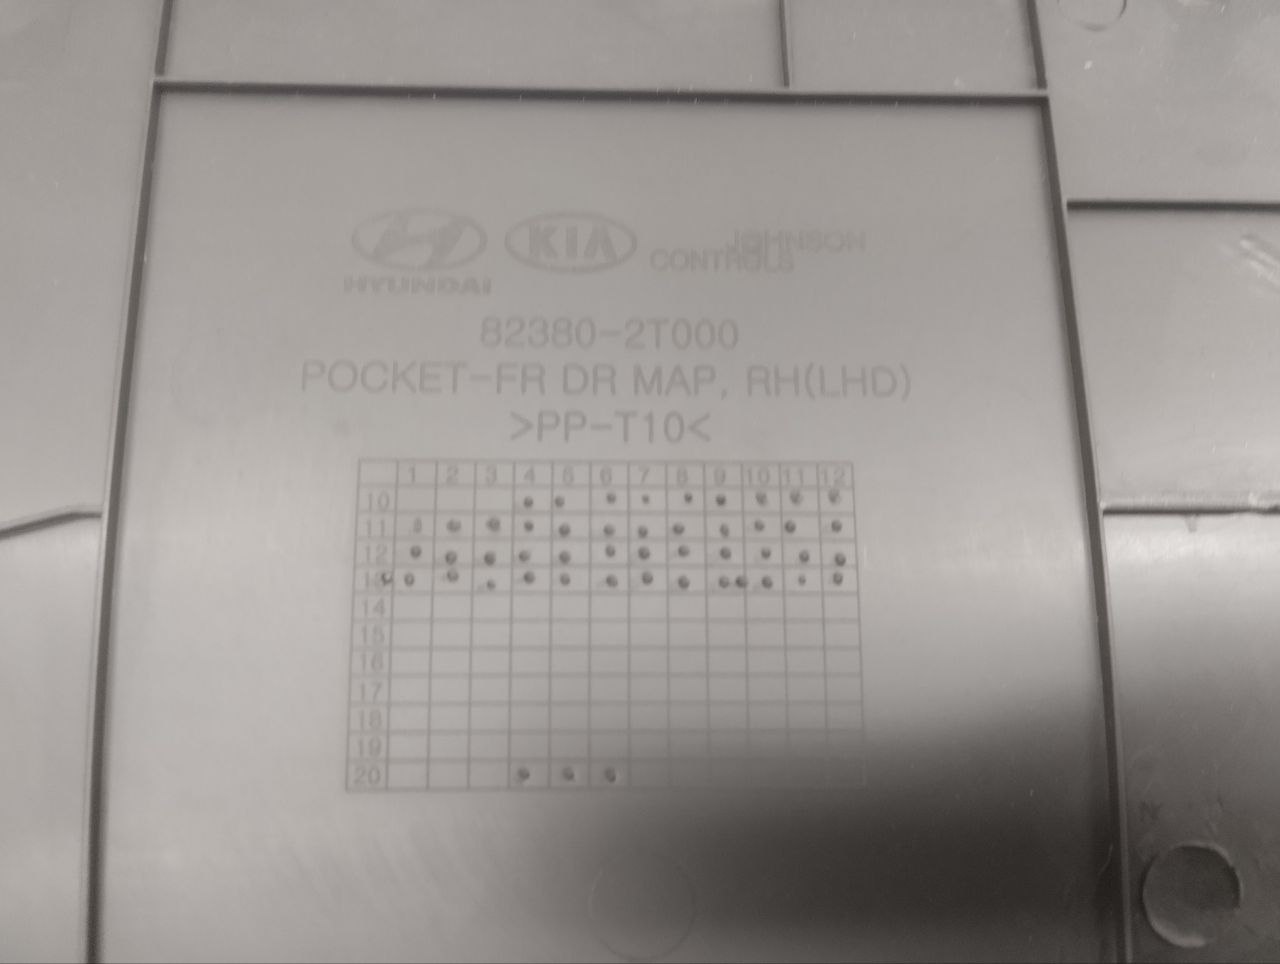 HYUNDAI
KIA
JOHNSON
CONTROLS
82380-2T000
POCKET-FR DR MAP, RH(LHD)
>PP-T10<
1 2 3 4 5 6 7 8 9 10 11 12
10
11
12
13
14
15
16
17
18
19
20